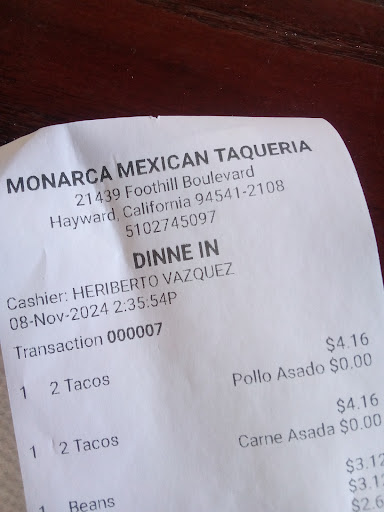 MONARCA MEXICAN TAQUERIA
21439 Foothill Boulevard
Hayward, California 94541-2108
5102745097
DINNE IN
Cashier: HERIBERTO VAZQUEZ
08-Nov-2024 2:35:54P
Transaction 000007
1 2 Tacos $4.16
Pollo Asado $0.00
1 2 Tacos $4.16
Carne Asada $0.00
1 Beans $3.12
$3.12